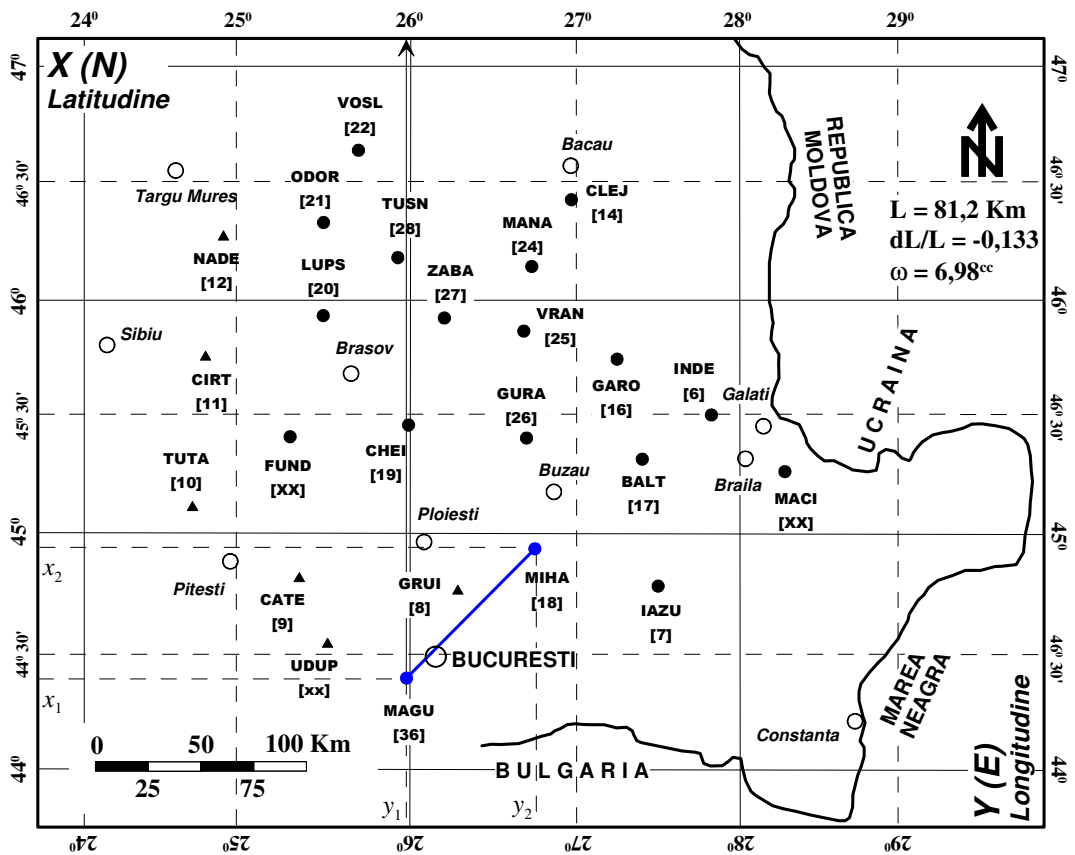 24⁰ 25⁰ 26⁰ 27⁰ 28⁰ 29⁰
X (N)
Latitudine
47⁰
47⁰
VOSL
[22]
REPUBLICA
MOLDOVA
N
Bacau
46⁰ 30'
46⁰ 30'
Targu Mures
ODOR
[21]
CLEJ
[14]
TUSN
[28]
MANA
[24]
L = 81,2 Km
dL/L = -0,133
ω = 6,98ᶜᶜ
NADE
[12]
LUPS
[20]
ZABA
[27]
46⁰
46⁰
VRAN
[25]
Sibiu
Brasov
CIRT
[11]
GARO
[16]
INDE
[6]
Galati
UCRAINA
GURA
[26]
45⁰ 30'
46⁰ 30'
CHEI
[19]
TUTA
[10]
FUND
[XX]
Buzau
BALT
[17]
Braila
MACI
[XX]
Ploiesti
45⁰
45⁰
x₂
Pitesti
CATE
[9]
GRUI
[8]
MIHA
[18]
IAZU
[7]
44⁰ 30'
46⁰ 30'
BUCURESTI
UDUP
[xx]
x₁
MAGU
[36]
MAREA
NEAGRA
Constanta
0 50 100 Km
25 75
44⁰
44⁰
BULGARIA
y₁ y₂
Y (E)
Longitudine
24⁰ 25⁰ 26⁰ 27⁰ 28⁰ 29⁰